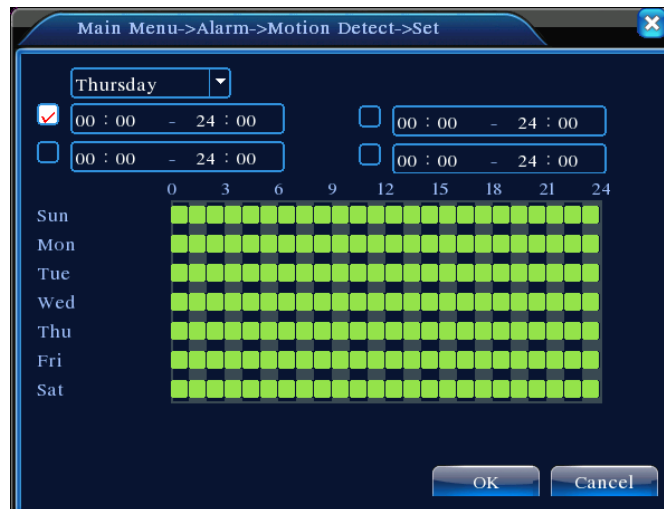 Main Menu->Alarm->Motion Detect->Set
Thursday
00 : 00 - 24 : 00 00 : 00 - 24 : 00
00 : 00 - 24 : 00 00 : 00 - 24 : 00
0 3 6 9 12 15 18 21 24
Sun
Mon
Tue
Wed
Thu
Fri
Sat
OK Cancel